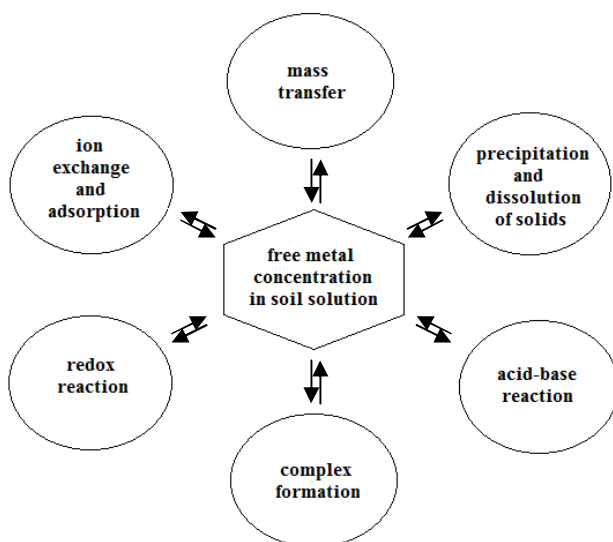 mass
transfer
ion
exchange
and
adsorption
precipitation
and
dissolution
of solids
free metal
concentration
in soil solution
redox
reaction
acid-base
reaction
complex
formation